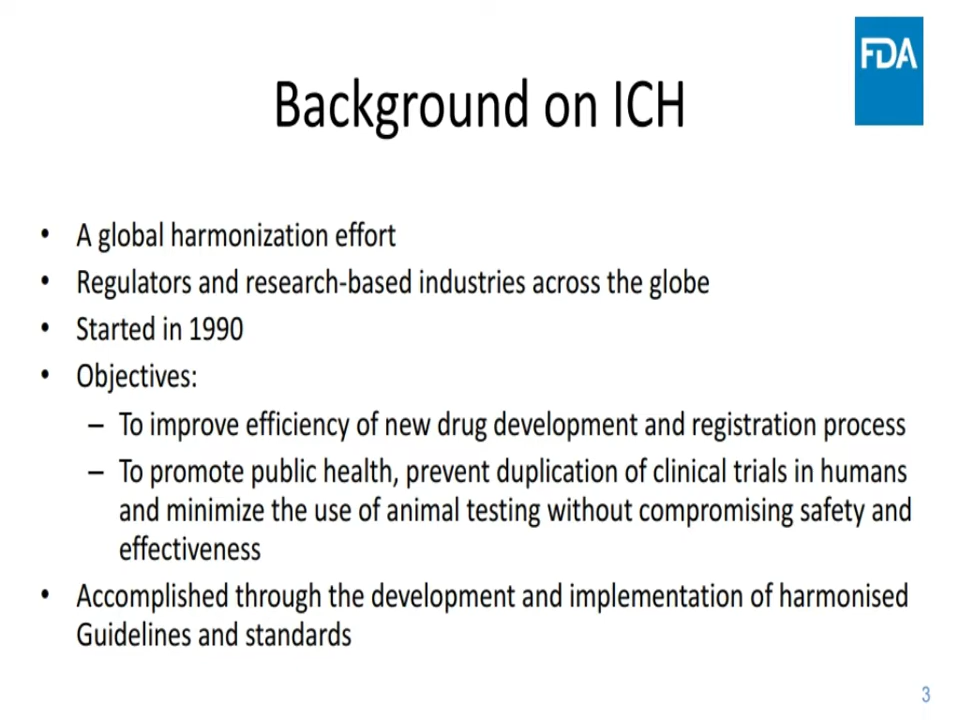 FDA
Background on ICH
• A global harmonization effort
• Regulators and research-based industries across the globe
• Started in 1990
• Objectives:
– To improve efficiency of new drug development and registration process
– To promote public health, prevent duplication of clinical trials in humans
and minimize the use of animal testing without compromising safety and
effectiveness
• Accomplished through the development and implementation of harmonised
Guidelines and standards
3